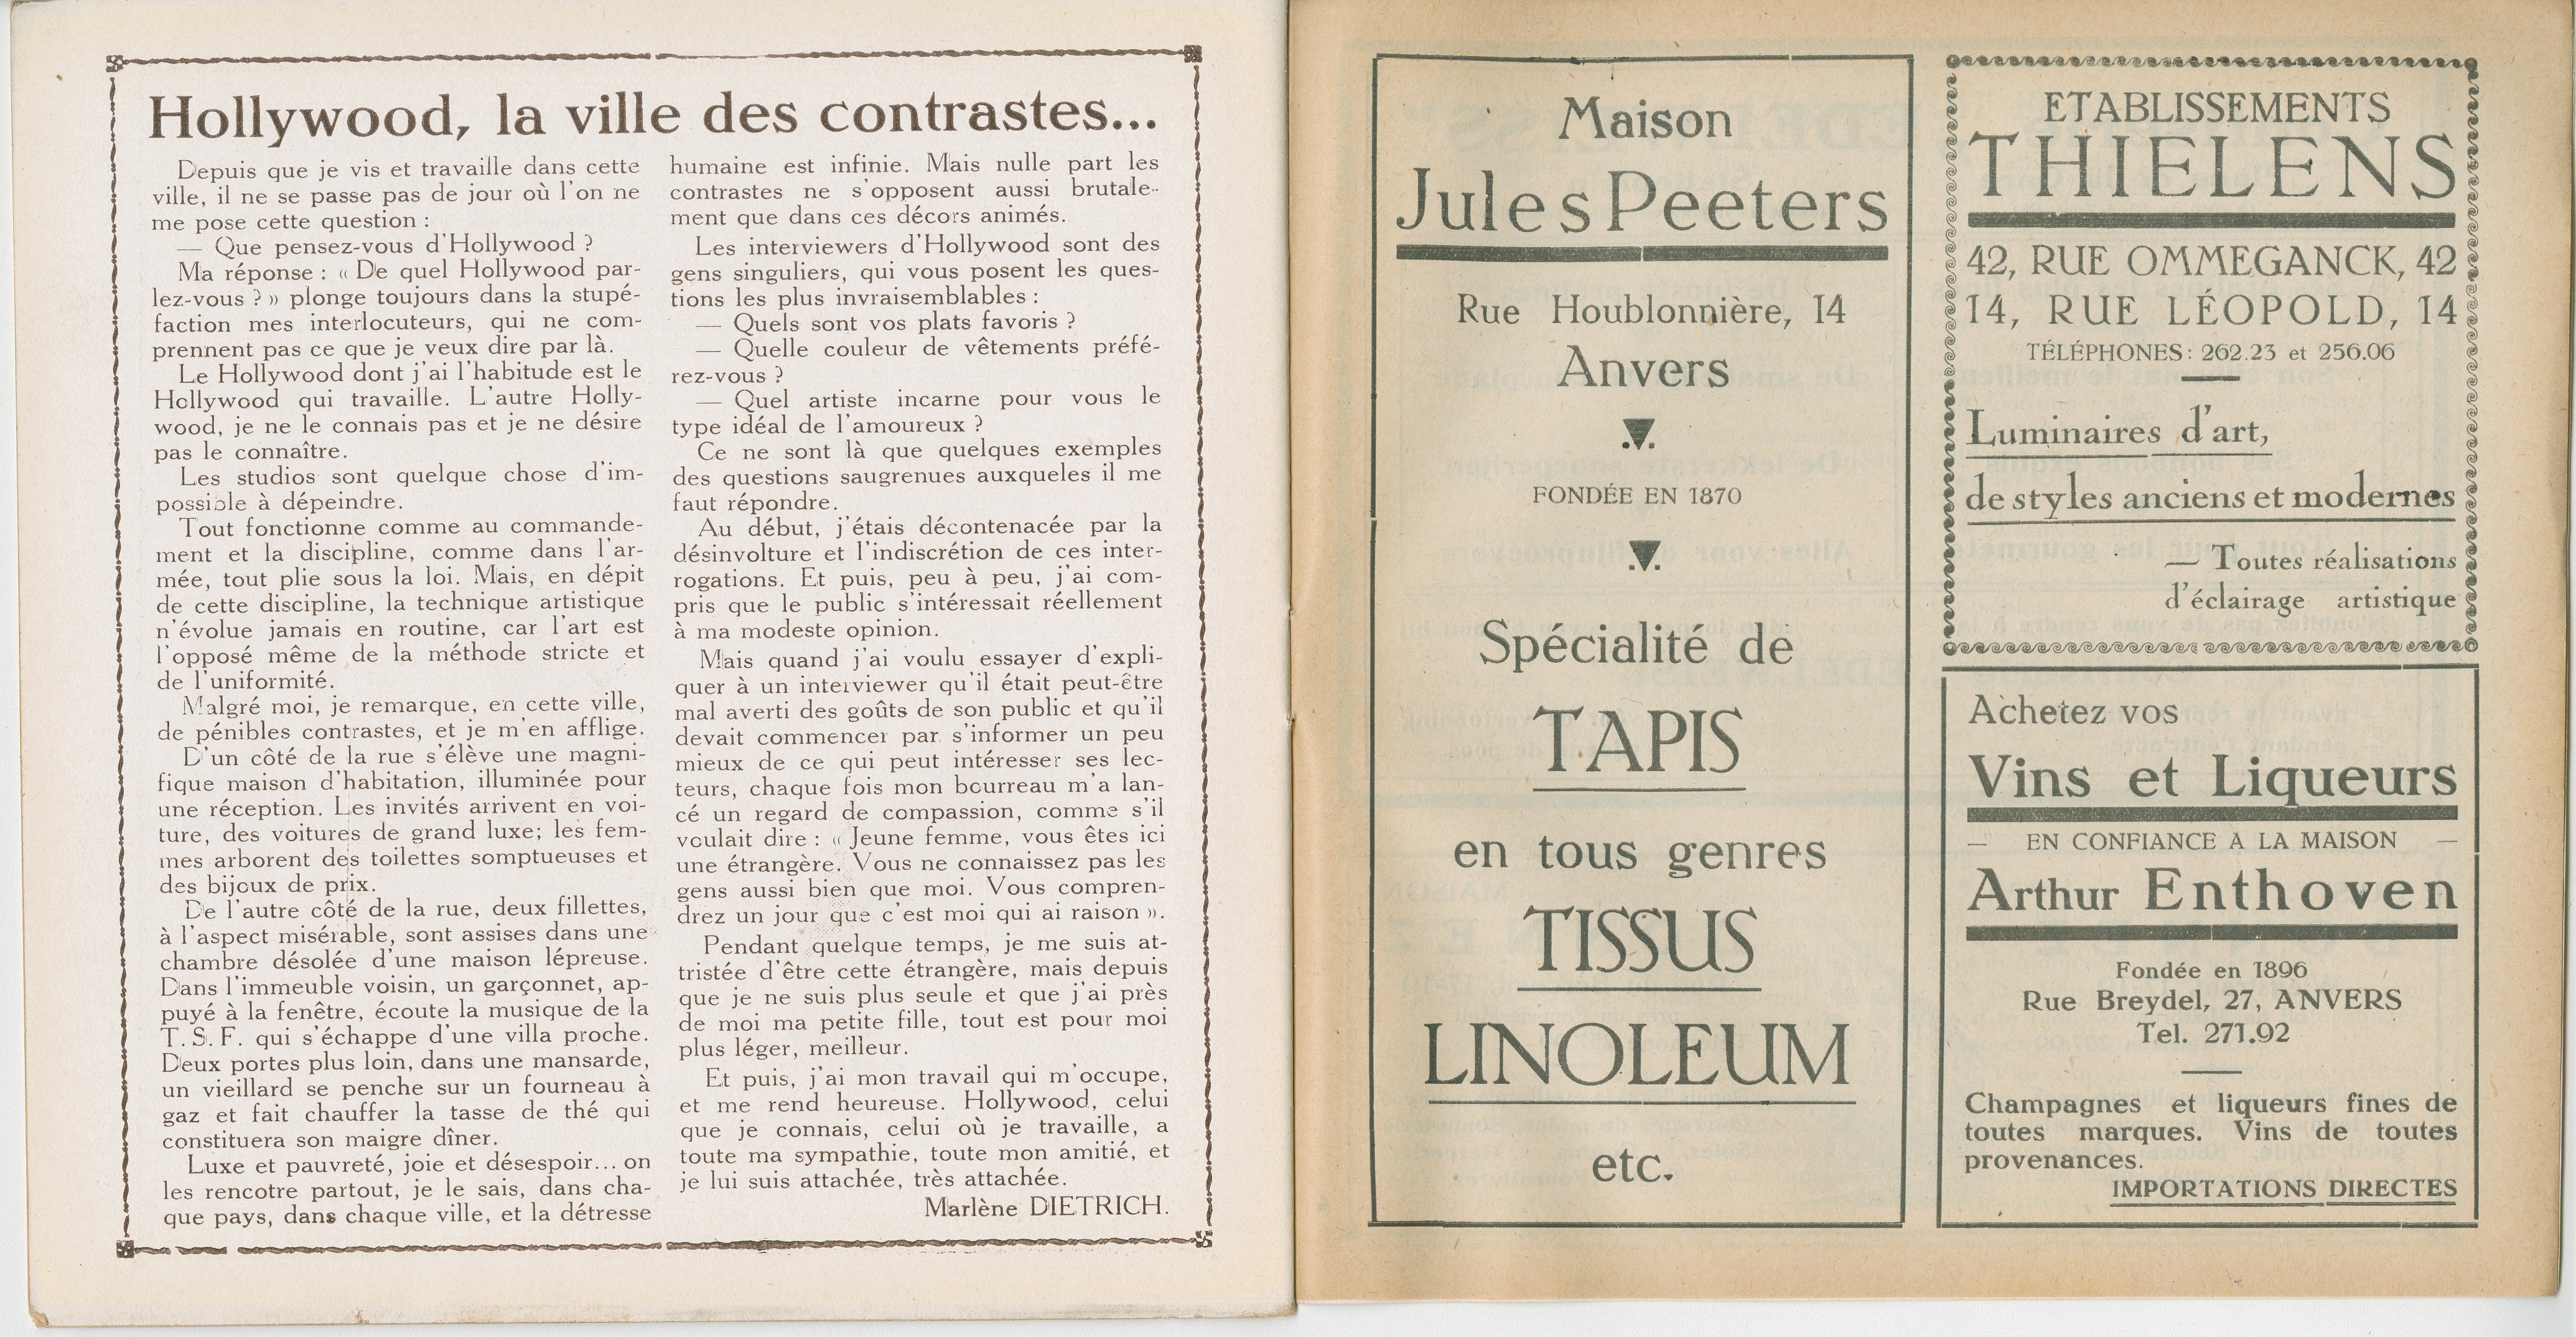 Hollywood, la ville des contrastes...
Depuis que je vis et travaille dans cette
ville, il ne se passe pas de jour où l'on ne
me pose cette question :
— Que pensez-vous d'Hollywood ?
Ma réponse : « De quel Hollywood par-
lez-vous ? » plonge toujours dans la stupé-
faction mes interlocuteurs, qui ne com-
prennent pas ce que je veux dire par là.
Le Hollywood dont j'ai l'habitude est le
Hollywood qui travaille. L'autre Holly-
wood, je ne le connais pas et je ne désire
pas le connaître.
Les studios sont quelque chose d'im-
possible à dépeindre.
Tout fonctionne comme au commande-
ment et la discipline, comme dans l'ar-
mée, tout plie sous la loi. Mais, en dépit
de cette discipline, la technique artistique
n'évolue jamais en routine, car l'art est
l'opposé même de la méthode stricte et
de l'uniformité.
Malgré moi, je remarque, en cette ville,
de pénibles contrastes, et je m'en afflige.
D'un côté de la rue s'élève une magni-
fique maison d'habitation, illuminée pour
une réception. Les invités arrivent en voi-
ture, des voitures de grand luxe; les fem-
mes arborent des toilettes somptueuses et
des bijoux de prix.
De l'autre côté de la rue, deux fillettes,
à l'aspect misérable, sont assises dans une
chambre désolée d'une maison lépreuse.
Dans l'immeuble voisin, un garçonnet, ap-
puyé à la fenêtre, écoute la musique de la
T. S. F. qui s'échappe d'une villa proche.
Deux portes plus loin, dans une mansarde,
un vieillard se penche sur un fourneau à
gaz et fait chauffer la tasse de thé qui
constituera son maigre dîner.
Luxe et pauvreté, joie et désespoir... on
les rencotre partout, je le sais, dans cha-
que pays, dans chaque ville, et la détresse
humaine est infinie. Mais nulle part les
contrastes ne s'opposent aussi brutale-
ment que dans ces décors animés.
Les interviewers d'Hollywood sont des
gens singuliers, qui vous posent les ques-
tions les plus invraisemblables :
— Quels sont vos plats favoris ?
— Quelle couleur de vêtements préfé-
rez-vous ?
— Quel artiste incarne pour vous le
type idéal de l'amoureux ?
Ce ne sont là que quelques exemples
des questions saugrenues auxqueles il me
faut répondre.
Au début, j'étais décontenacée par la
désinvolture et l'indiscrétion de ces inter-
rogations. Et puis, peu à peu, j'ai com-
pris que le public s'intéressait réellement
à ma modeste opinion.
Mais quand j'ai voulu essayer d'expli-
quer à un interviewer qu'il était peut-être
mal averti des goûts de son public et qu'il
devait commencer par s'informer un peu
mieux de ce qui peut intéresser ses lec-
teurs, chaque fois mon bourreau m'a lan-
cé un regard de compassion, comme s'il
voulait dire : « Jeune femme, vous êtes ici
une étrangère. Vous ne connaissez pas les
gens aussi bien que moi. Vous compren-
drez un jour que c'est moi qui ai raison ».
Pendant quelque temps, je me suis at-
tristée d'être cette étrangère, mais depuis
que je ne suis plus seule et que j'ai près
de moi ma petite fille, tout est pour moi
plus léger, meilleur.
Et puis, j'ai mon travail qui m'occupe,
et me rend heureuse. Hollywood, celui
que je connais, celui où je travaille, a
toute ma sympathie, toute mon amitié, et
je lui suis attachée, très attachée.
Marlène DIETRICH.
Maison
Jules Peeters
Rue Houblonnière, 14
Anvers
FONDÉE EN 1870
Spécialité de
TAPIS
en tous genres
TISSUS
LINOLEUM
etc.
ETABLISSEMENTS
THIELENS
42, RUE OMMEGANCK, 42
14, RUE LÉOPOLD, 14
TÉLÉPHONES: 262.23 et 256.06
Luminaires d'art,
de styles anciens et modernes
— Toutes réalisations
d'éclairage artistique
Achetez vos
Vins et Liqueurs
— EN CONFIANCE A LA MAISON —
Arthur Enthoven
Fondée en 1896
Rue Breydel, 27, ANVERS
Tel. 271.92
Champagnes et liqueurs fines de
toutes marques. Vins de toutes
provenances.
IMPORTATIONS DIRECTES